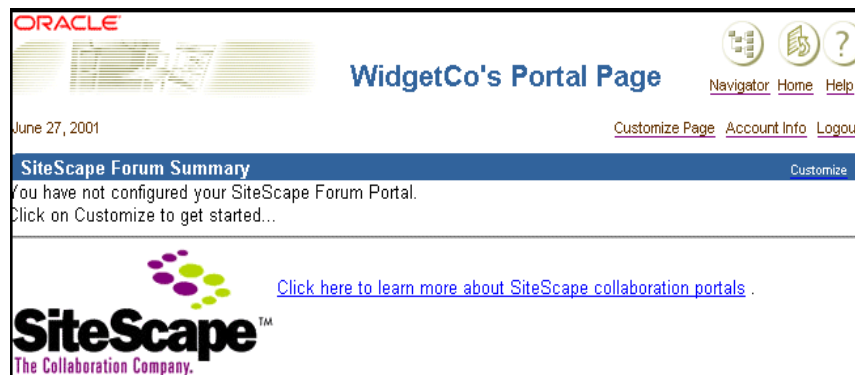 ORACLE
WidgetCo's Portal Page
Navigator Home Help
June 27, 2001
Customize Page Account Info Logou
SiteScape Forum Summary Customize
You have not configured your SiteScape Forum Portal.
Click on Customize to get started...
Click here to learn more about SiteScape collaboration portals .
SiteScape™
The Collaboration Company.